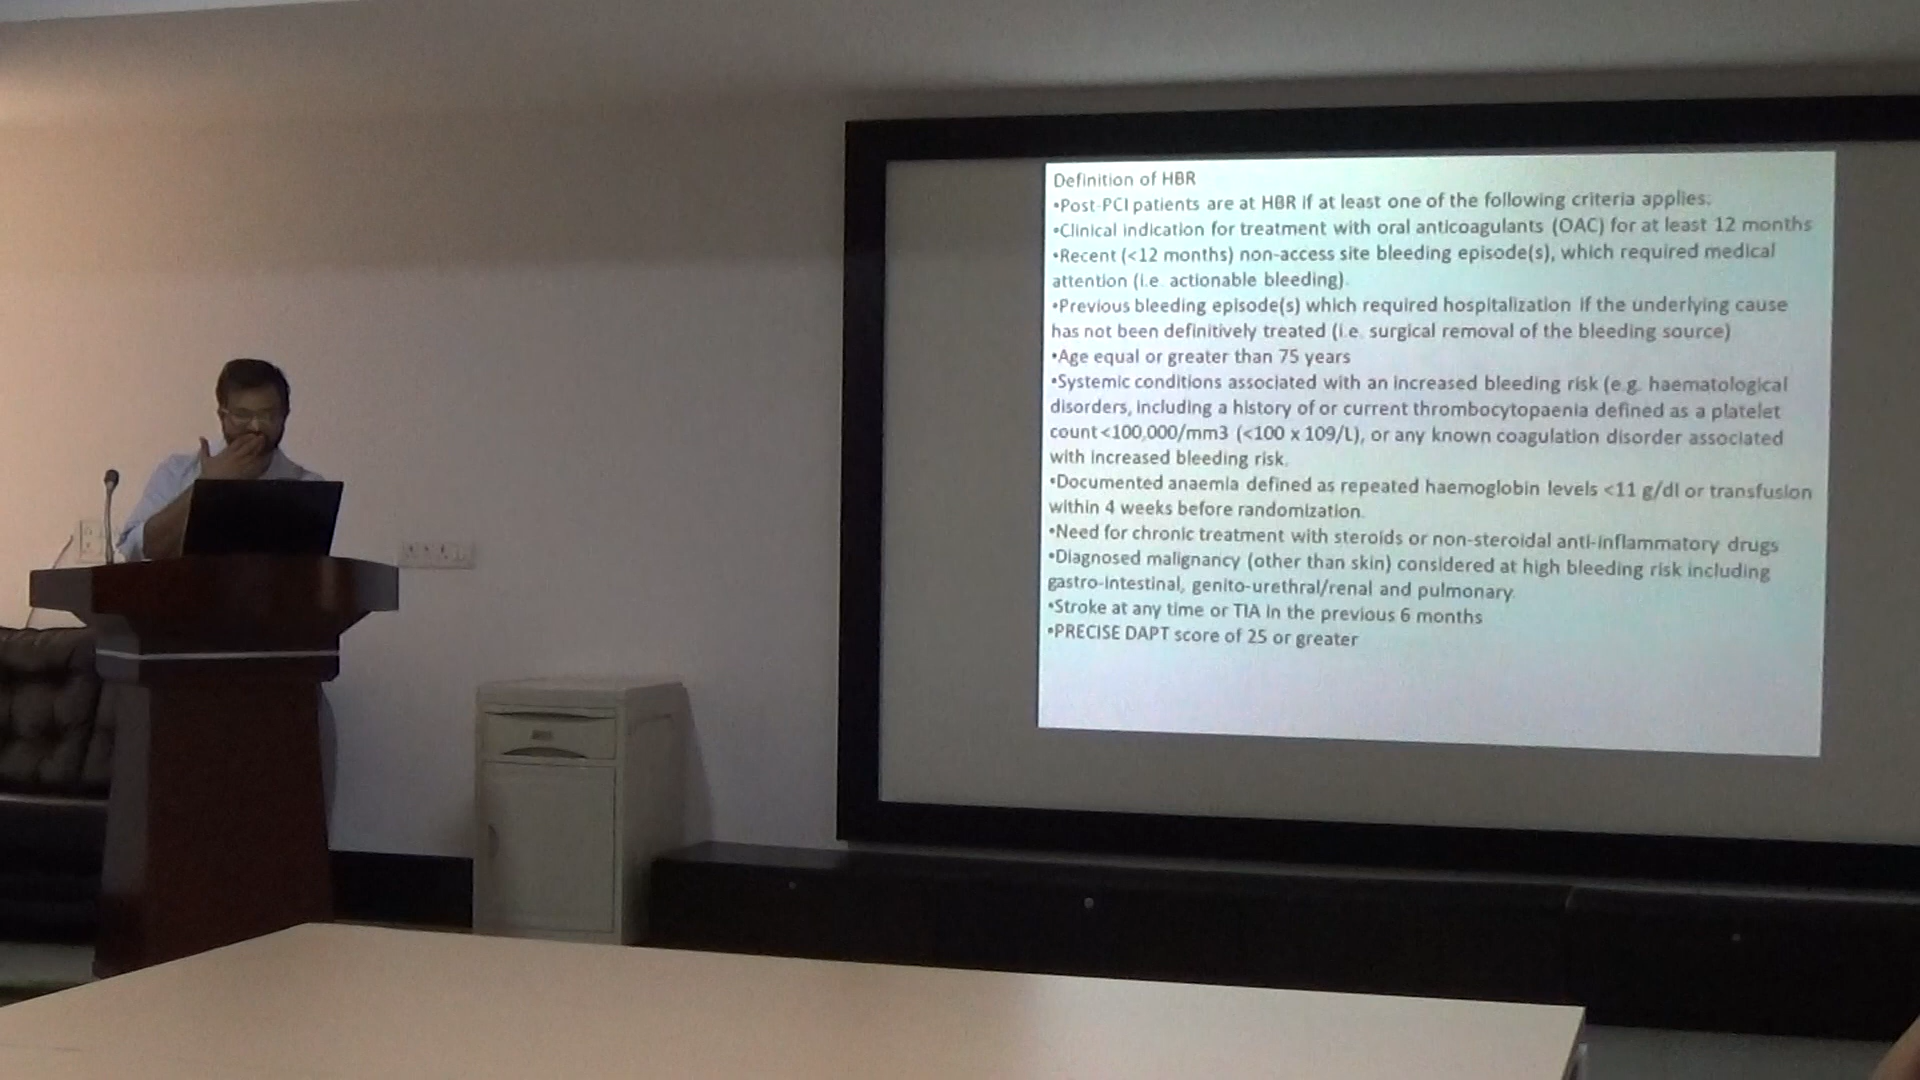 Definition of HBR
•Post-PCI patients are at HBR if at least one of the following criteria applies:
•Clinical indication for treatment with oral anticoagulants (OAC) for at least 12 months
•Recent (<12 months) non-access site bleeding episode(s), which required medical
attention (i.e. actionable bleeding).
•Previous bleeding episode(s) which required hospitalization if the underlying cause
has not been definitively treated (i.e. surgical removal of the bleeding source)
•Age equal or greater than 75 years
•Systemic conditions associated with an increased bleeding risk (e.g. haematological
disorders, including a history of or current thrombocytopaenia defined as a platelet
count <100,000/mm3 (<100 x 109/L), or any known coagulation disorder associated
with increased bleeding risk.
•Documented anaemia defined as repeated haemoglobin levels <11 g/dl or transfusion
within 4 weeks before randomization.
•Need for chronic treatment with steroids or non-steroidal anti-inflammatory drugs
•Diagnosed malignancy (other than skin) considered at high bleeding risk including
gastro-intestinal, genito-urethral/renal and pulmonary.
•Stroke at any time or TIA in the previous 6 months
•PRECISE DAPT score of 25 or greater